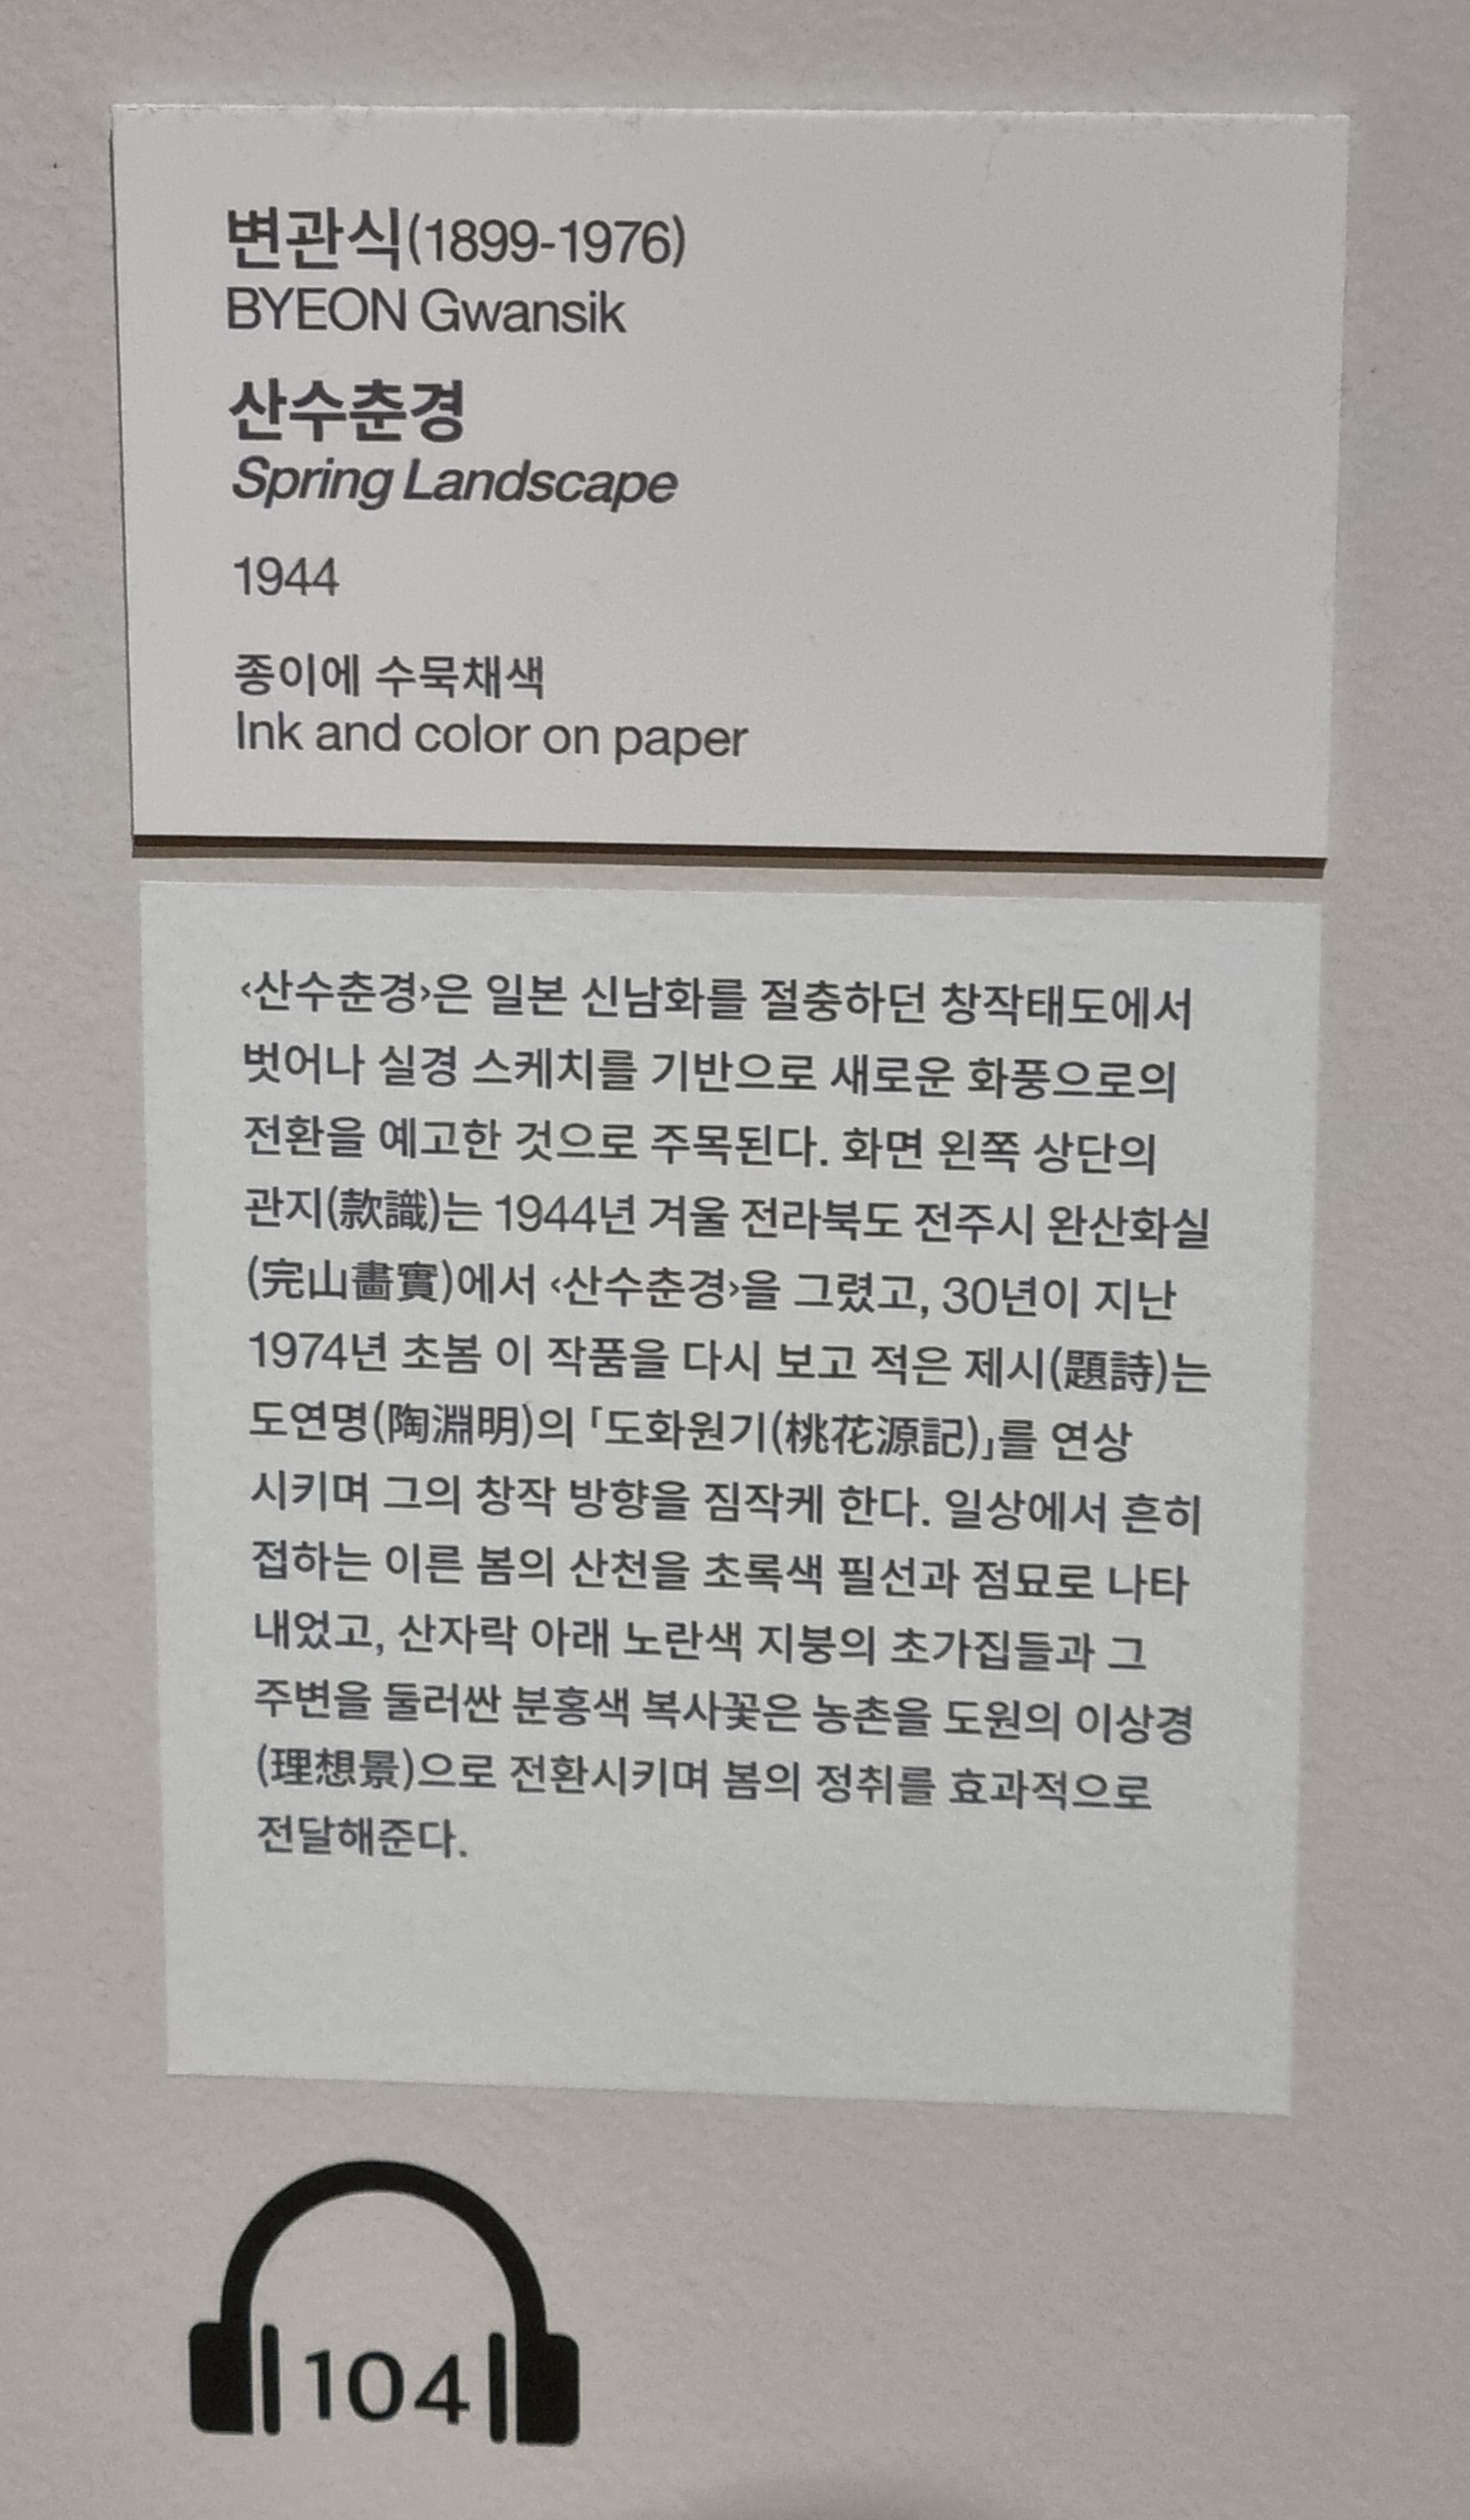 변관식(1899-1976)
BYEON Gwansik
산수춘경
Spring Landscape
1944
종이에 수묵채색
Ink and color on paper
‹산수춘경›은 일본 신남화를 절충하던 창작태도에서
벗어나 실경 스케치를 기반으로 새로운 화풍으로의
전환을 예고한 것으로 주목된다. 화면 왼쪽 상단의
관지(款識)는 1944년 겨울 전라북도 전주시 완산화실
(完山畵實)에서 ‹산수춘경›을 그렸고, 30년이 지난
1974년 초봄 이 작품을 다시 보고 적은 제시(題詩)는
도연명(陶淵明)의 「도화원기(桃花源記)」를 연상
시키며 그의 창작 방향을 짐작케 한다. 일상에서 흔히
접하는 이른 봄의 산천을 초록색 필선과 점묘로 나타
내었고, 산자락 아래 노란색 지붕의 초가집들과 그
주변을 둘러싼 분홍색 복사꽃은 농촌을 도원의 이상경
(理想景)으로 전환시키며 봄의 정취를 효과적으로
전달해준다.
104